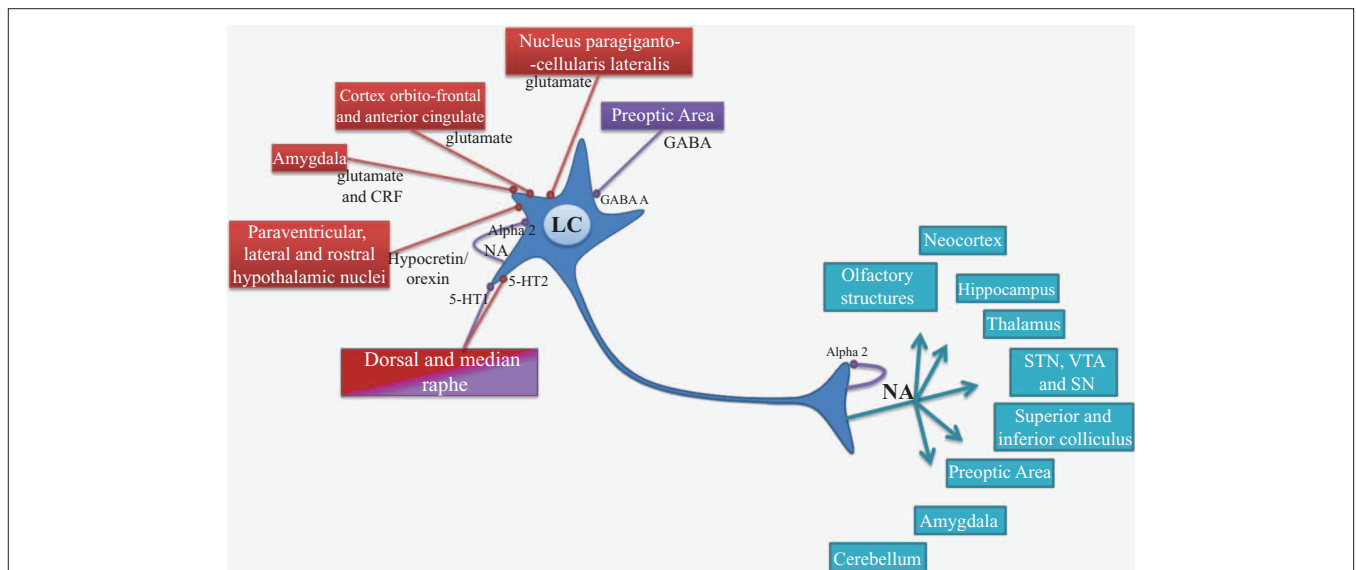 Nucleus paragiganto-
-cellularis lateralis
glutamate
Cortex orbito-frontal
and anterior cingulate
glutamate
Preoptic Area
GABA
Amygdala
glutamate
and CRF
GABA A
LC
Alpha 2
NA
Paraventricular,
lateral and rostral
hypothalamic nuclei
Hypocretin/
orexin
5-HT2
5-HT1
Dorsal and median
raphe
Neocortex
Olfactory
structures
Hippocampus
Thalamus
Alpha 2
NA
STN, VTA
and SN
Superior and
inferior colliculus
Preoptic Area
Amygdala
Cerebellum